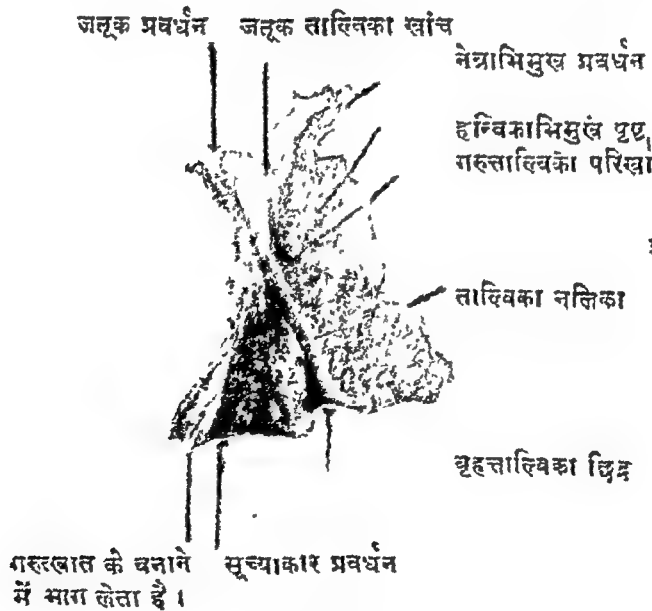 जतूक प्रवर्धन जतूक ताल्विका खांच
नेत्राभिमुख प्रवर्धन
हन्विकाभिमुख पृष्ठ
गरुत्ताल्विका परिखा
ताल्विका नलिका
बृहत्ताल्विका छिद्र
गरुत्खात के बनाने सूच्याकार प्रवर्धन
में भाग लेता है।